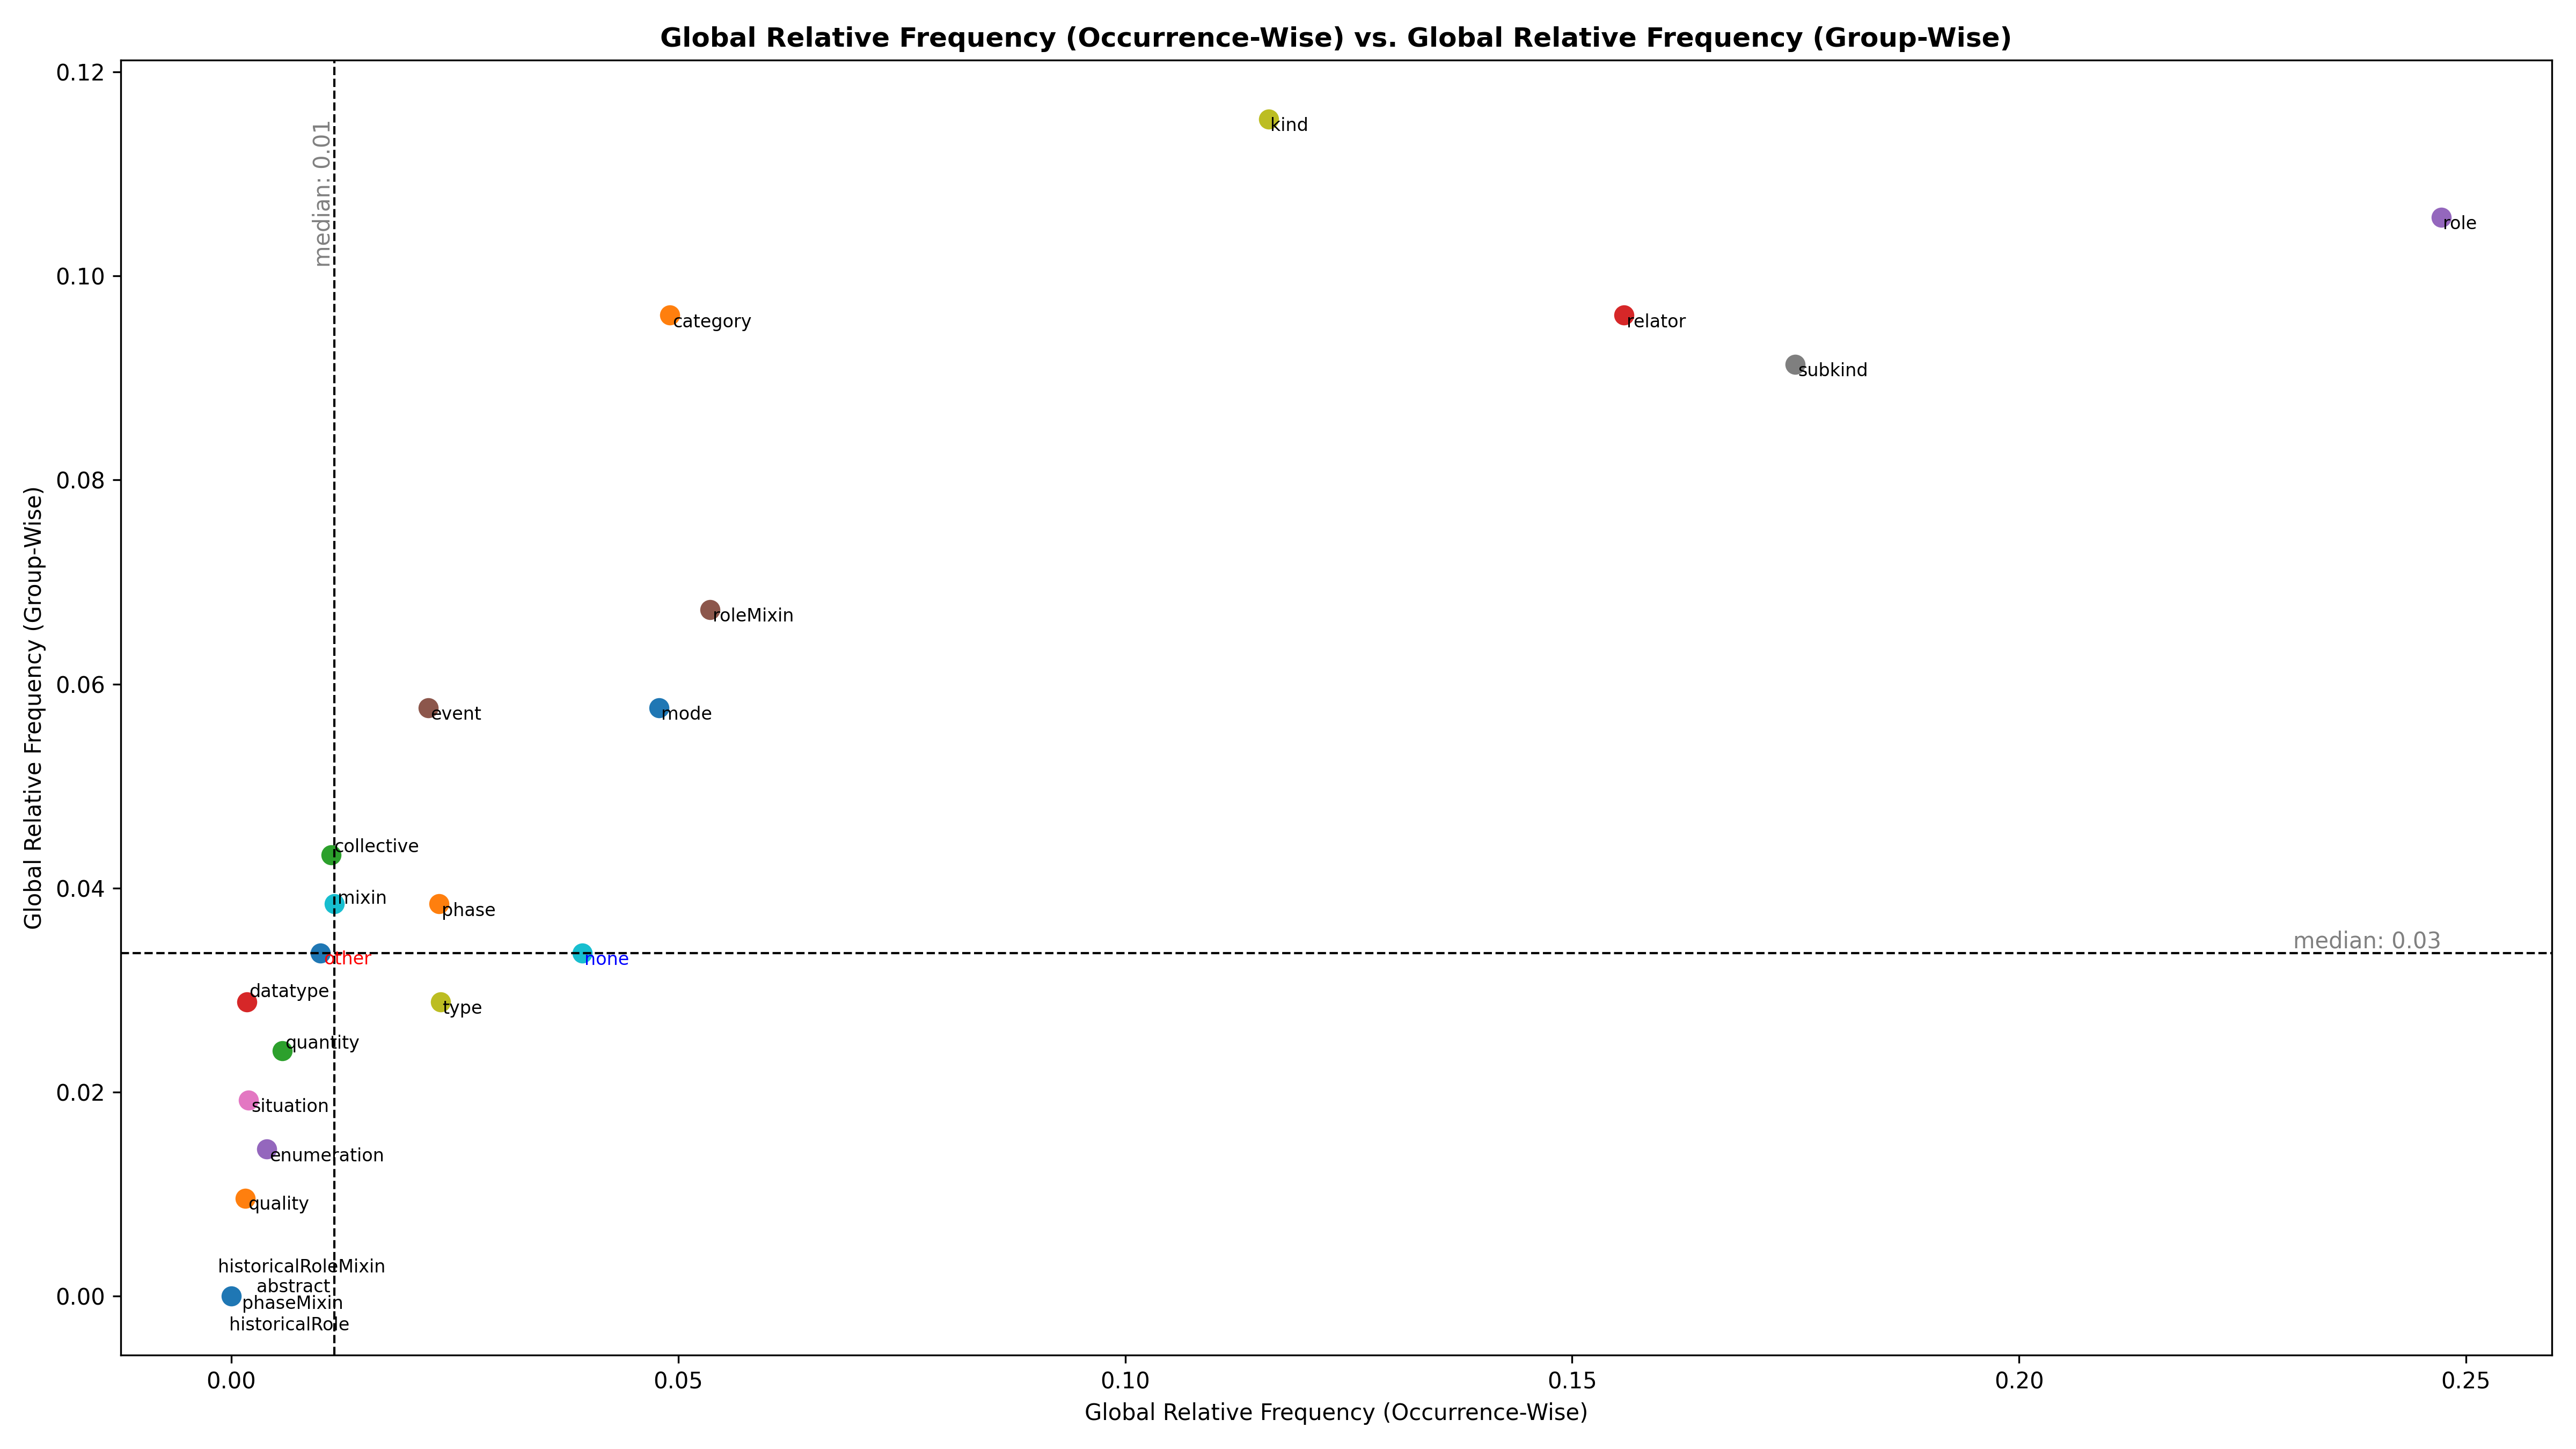 Global Relative Frequency (Occurrence-Wise) vs. Global Relative Frequency (Group-Wise)
0.12
0.10
0.08
0.06
0.04
0.02
0.00
Global Relative Frequency (Group-Wise)
median: 0.01
kind
role
category
relator
subkind
roleMixin
event
mode
collective
mixin
phase
median: 0.03
other
none
datatype
type
quantity
situation
enumeration
quality
historicalRoleMixin
abstract
phaseMixin
historicalRole
0.00
0.05
0.10
0.15
0.20
0.25
Global Relative Frequency (Occurrence-Wise)